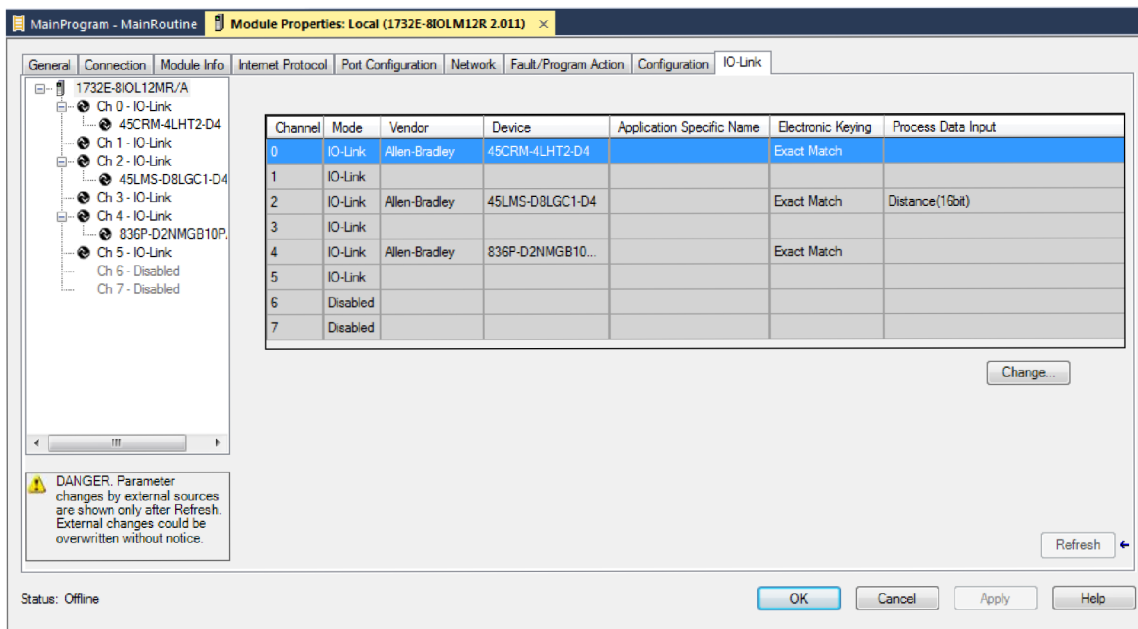 MainProgram - MainRoutine Module Properties: Local (1732E-8IOLM12R 2.011) ×
General Connection Module Info Internet Protocol Port Configuration Network Fault/Program Action Configuration IO-Link
1732E-8IOL12MR/A
Ch 0 - IO-Link
45CRM-4LHT2-D4
Ch 1 - IO-Link
Ch 2 - IO-Link
45LMS-D8LGC1-D4
Ch 3 - IO-Link
Ch 4 - IO-Link
836P-D2NMGB10P.
Ch 5 - IO-Link
Ch 6 - Disabled
Ch 7 - Disabled
Channel Mode Vendor Device Application Specific Name Electronic Keying Process Data Input
0 IO-Link Allen-Bradley 45CRM-4LHT2-D4 Exact Match
1 IO-Link
2 IO-Link Allen-Bradley 45LMS-D8LGC1-D4 Exact Match Distance(16bit)
3 IO-Link
4 IO-Link Allen-Bradley 836P-D2NMGB10... Exact Match
5 IO-Link
6 Disabled
7 Disabled
Change...
DANGER. Parameter
changes by external sources
are shown only after Refresh.
External changes could be
overwritten without notice.
Refresh
Status: Offline
OK Cancel Apply Help